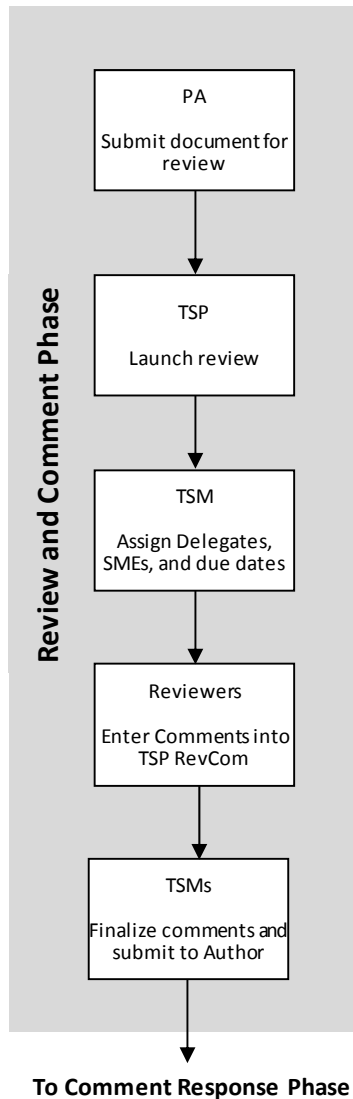 Review and Comment Phase
PA
Submit document for
review
TSP
Launch review
TSM
Assign Delegates,
SMEs, and due dates
Reviewers
Enter Comments into
TSP RevCom
TSMs
Finalize comments and
submit to Author
To Comment Response Phase